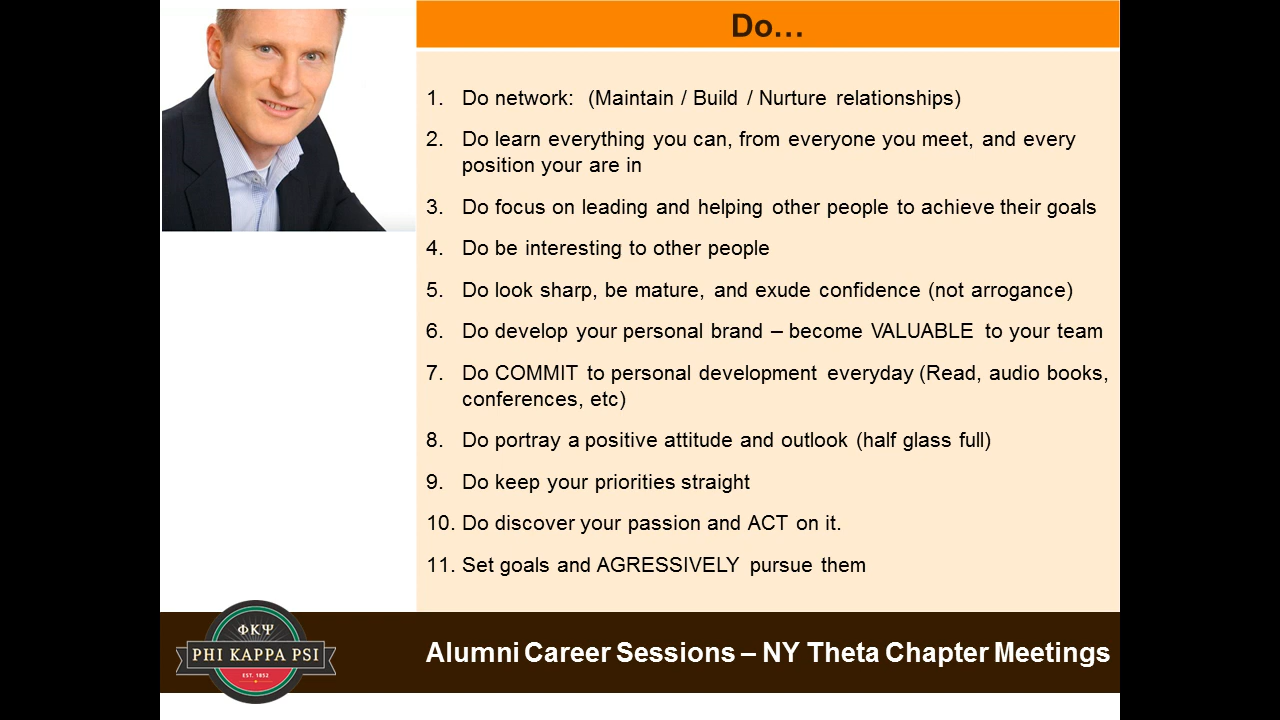 Do…
1. Do network: (Maintain / Build / Nurture relationships)
2. Do learn everything you can, from everyone you meet, and every
position your are in
3. Do focus on leading and helping other people to achieve their goals
4. Do be interesting to other people
5. Do look sharp, be mature, and exude confidence (not arrogance)
6. Do develop your personal brand – become VALUABLE to your team
7. Do COMMIT to personal development everyday (Read, audio books,
conferences, etc)
8. Do portray a positive attitude and outlook (half glass full)
9. Do keep your priorities straight
10. Do discover your passion and ACT on it.
11. Set goals and AGRESSIVELY pursue them
ΦΚΨ
PHI KAPPA PSI
EST. 1852
Alumni Career Sessions – NY Theta Chapter Meetings